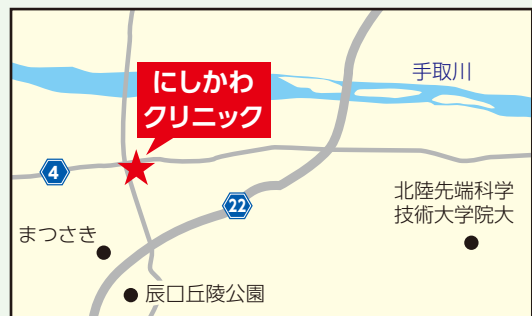 手取川
にしかわ
クリニック
4
22
北陸先端科学
技術大学院大
まつさき
辰口丘陵公園